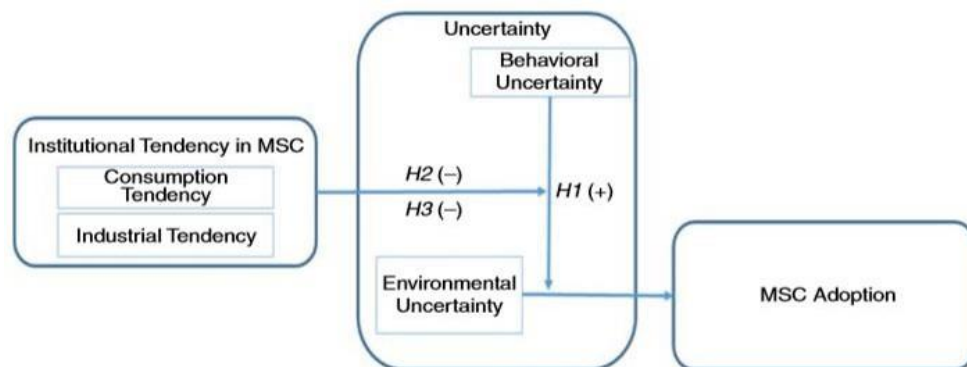 Uncertainty
Behavioral
Uncertainty
Institutional Tendency in MSC
Consumption
Tendency
Industrial Tendency
H2 (–)
H3 (–)
H1 (+)
Environmental
Uncertainty
MSC Adoption